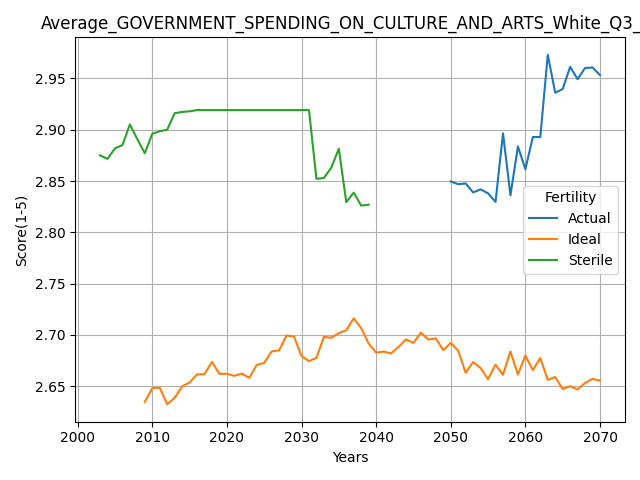 Average_GOVERNMENT_SPENDING_ON_CULTURE_AND_ARTS_White_Q3_
2.95
2.90
2.85
2.80
2.75
2.70
2.65
Score(1-5)
Fertility
Actual
Ideal
Sterile
2000 2010 2020 2030 2040 2050 2060 2070
Years